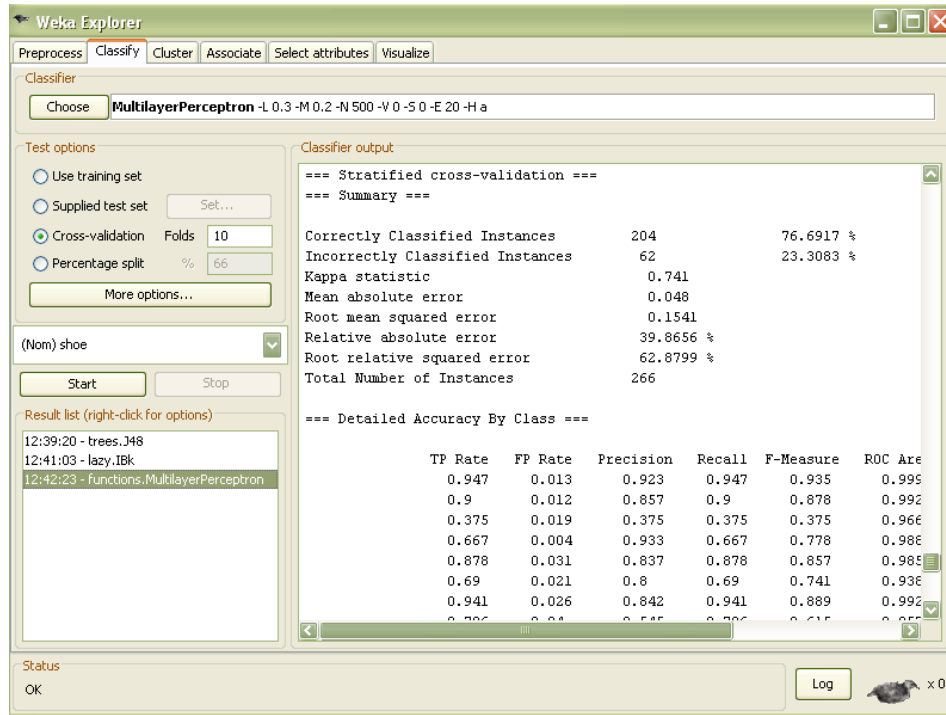 Weka Explorer
Preprocess Classify Cluster Associate Select attributes Visualize
Classifier
Choose MultilayerPerceptron -L 0.3 -M 0.2 -N 500 -V 0 -S 0 -E 20 -H a
Test options
Use training set
Supplied test set Set...
Cross-validation Folds 10
Percentage split % 66
More options...
(Nom) shoe
Start Stop
Result list (right-click for options)
12:39:20 - trees.J48
12:41:03 - lazy.IBk
12:42:23 - functions.MultilayerPerceptron
Classifier output
=== Stratified cross-validation ===
=== Summary ===
Correctly Classified Instances 204 76.6917 %
Incorrectly Classified Instances 62 23.3083 %
Kappa statistic 0.741
Mean absolute error 0.048
Root mean squared error 0.1541
Relative absolute error 39.8656 %
Root relative squared error 62.8799 %
Total Number of Instances 266
=== Detailed Accuracy By Class ===
TP Rate FP Rate Precision Recall F-Measure ROC Are
0.947 0.013 0.923 0.947 0.935 0.999
0.9 0.012 0.857 0.9 0.878 0.992
0.375 0.019 0.375 0.375 0.375 0.966
0.667 0.004 0.933 0.667 0.778 0.988
0.878 0.031 0.837 0.878 0.857 0.985
0.69 0.021 0.8 0.69 0.741 0.938
0.941 0.026 0.842 0.941 0.889 0.992
Status
OK
Log x 0